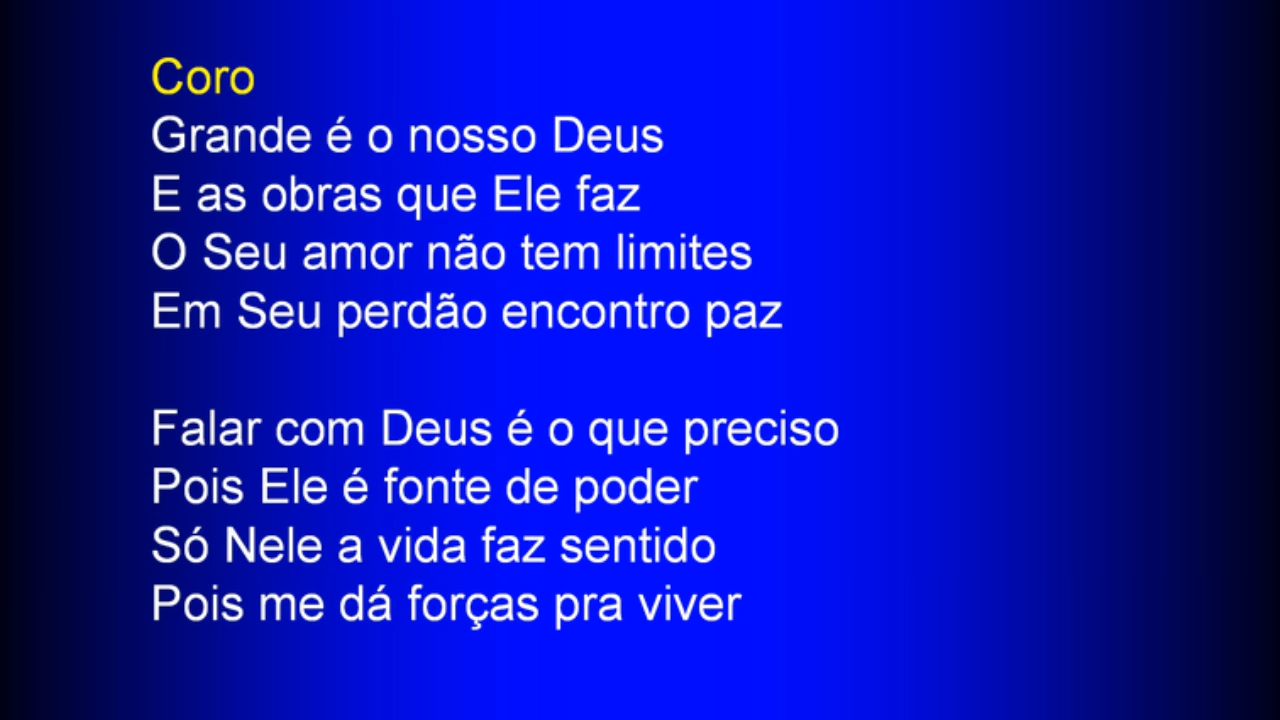 Coro
Grande é o nosso Deus
E as obras que Ele faz
O Seu amor não tem limites
Em Seu perdão encontro paz
Falar com Deus é o que preciso
Pois Ele é fonte de poder
Só Nele a vida faz sentido
Pois me dá forças pra viver